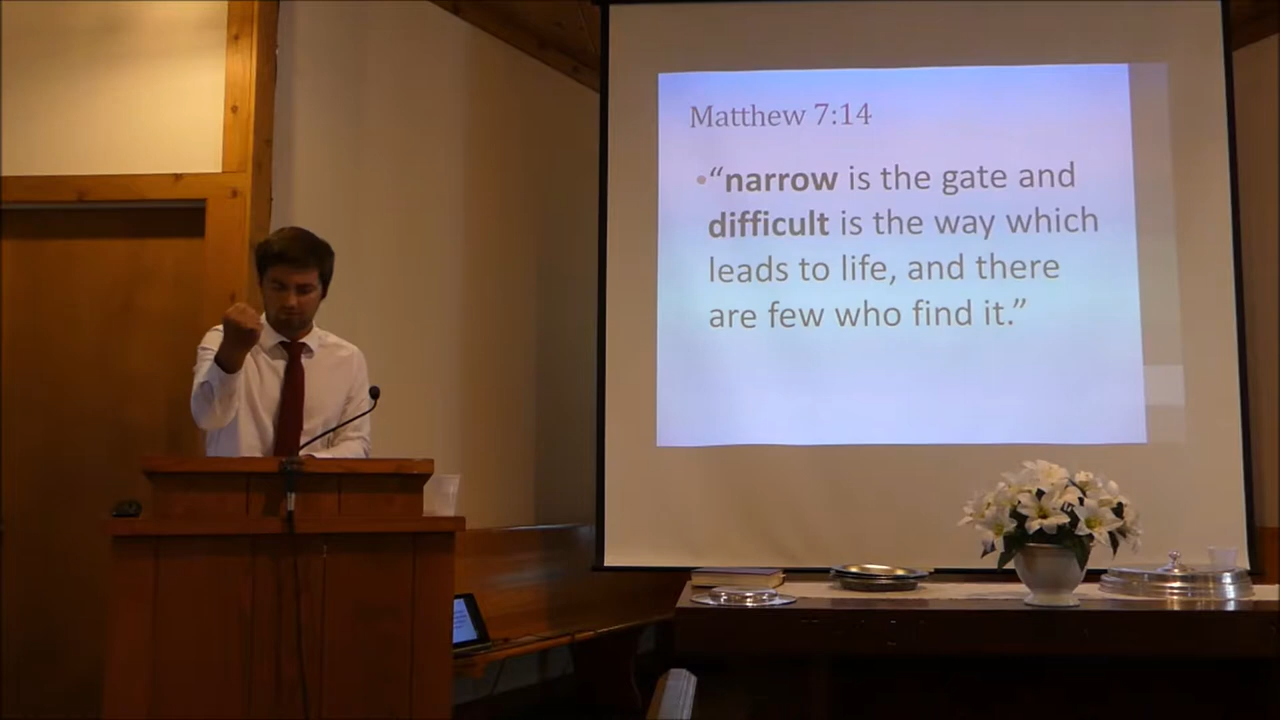 Matthew 7:14
•“narrow is the gate and
difficult is the way which
leads to life, and there
are few who find it.”